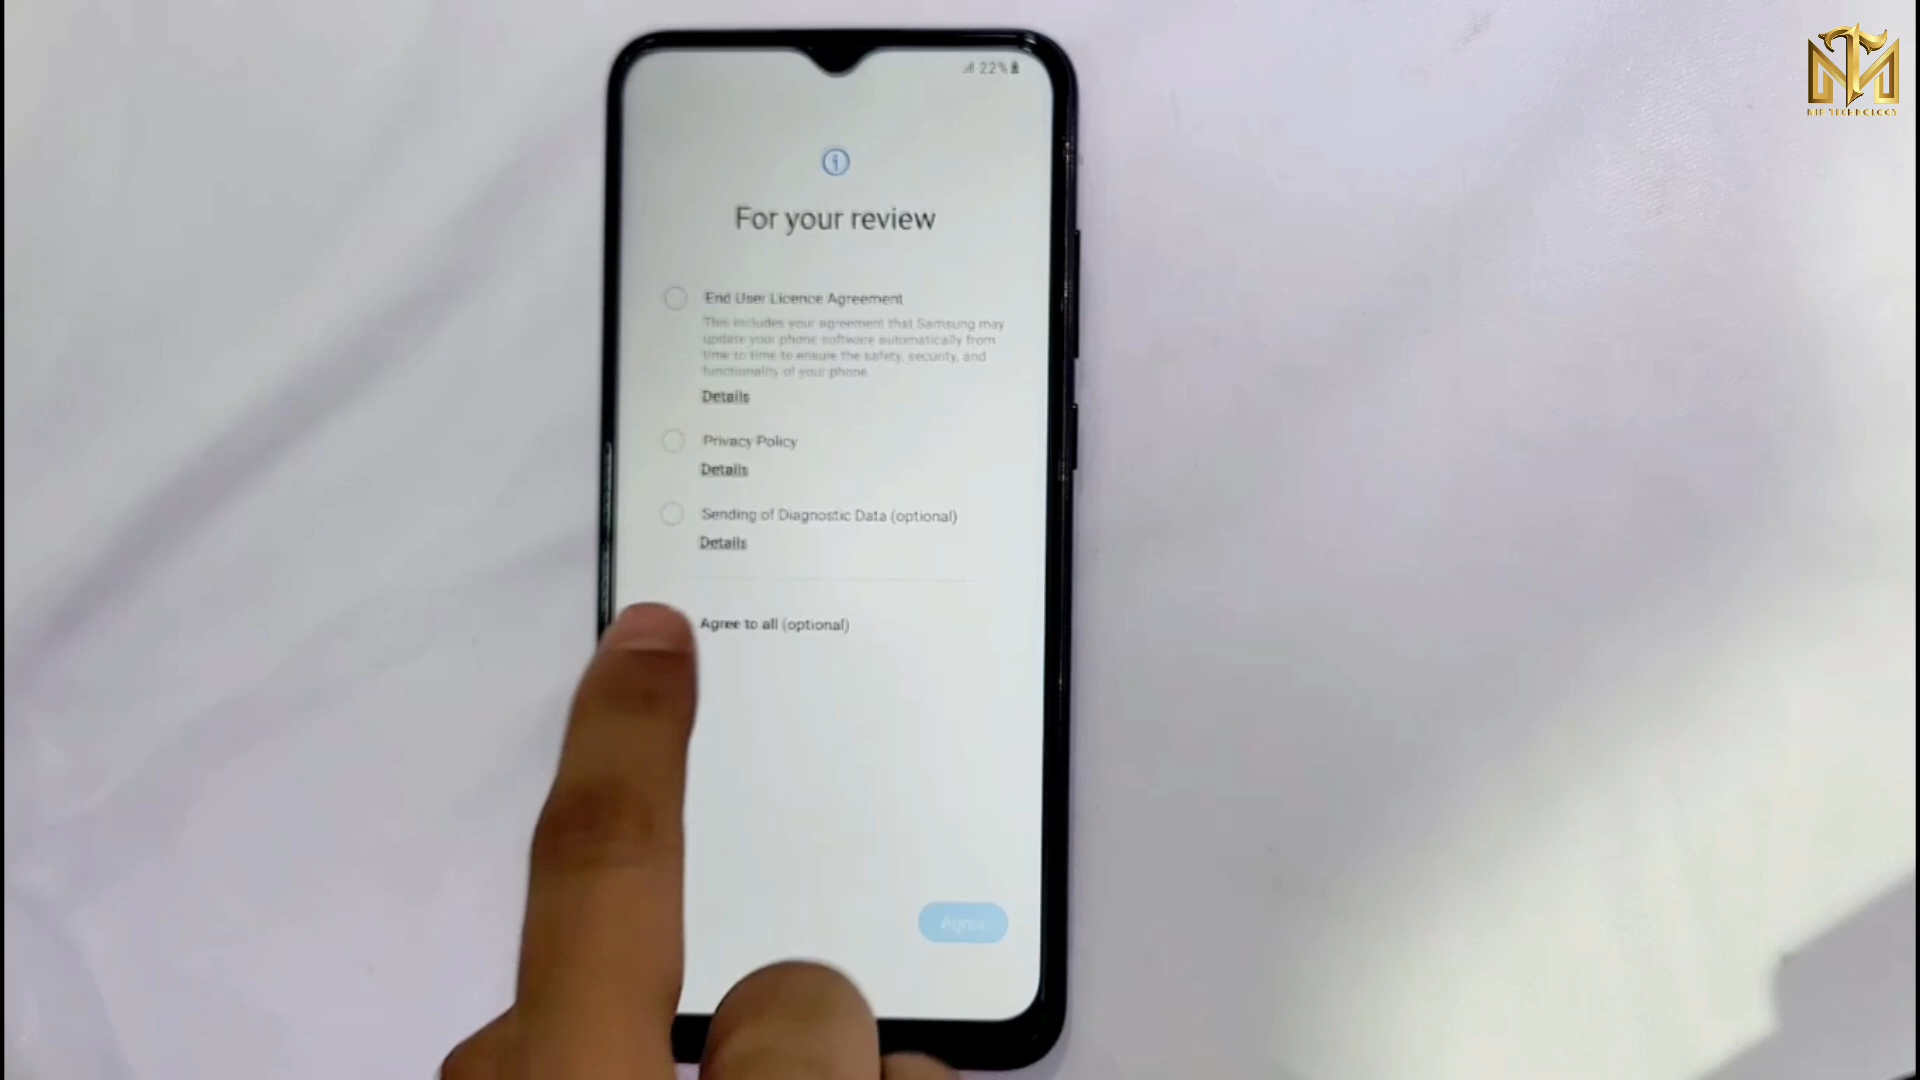 22%
For your review
End User Licence Agreement
This includes your agreement that Samsung may
update your phone software automatically from
time to time to ensure the safety, security, and
functionality of your phone.
Details
Privacy Policy
Details
Sending of Diagnostic Data (optional)
Details
Agree to all (optional)
Agree